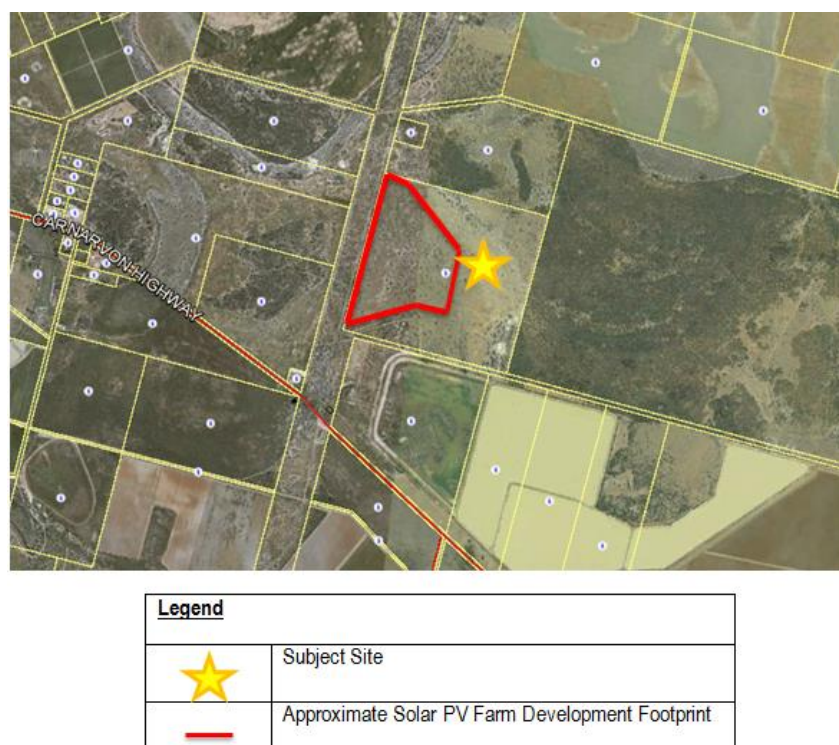 CARNARVON HIGHWAY
Legend
Subject Site
Approximate Solar PV Farm Development Footprint